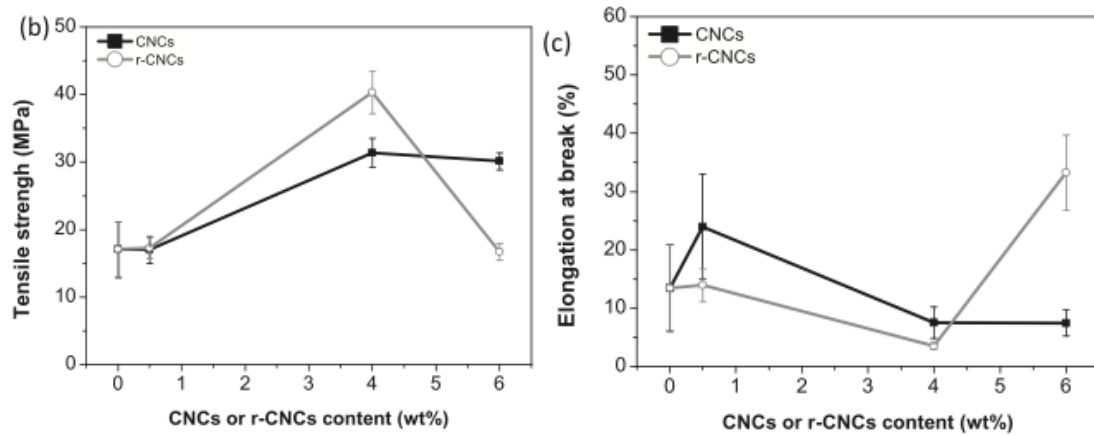 (b)
50
40
30
20
10
0
Tensile strengh (MPa)
CNCs
r-CNCs
0 1 2 3 4 5 6
CNCs or r-CNCs content (wt%)
(c)
60
50
40
30
20
10
0
Elongation at break (%)
CNCs
r-CNCs
0 1 2 3 4 5 6
CNCs or r-CNCs content (wt%)